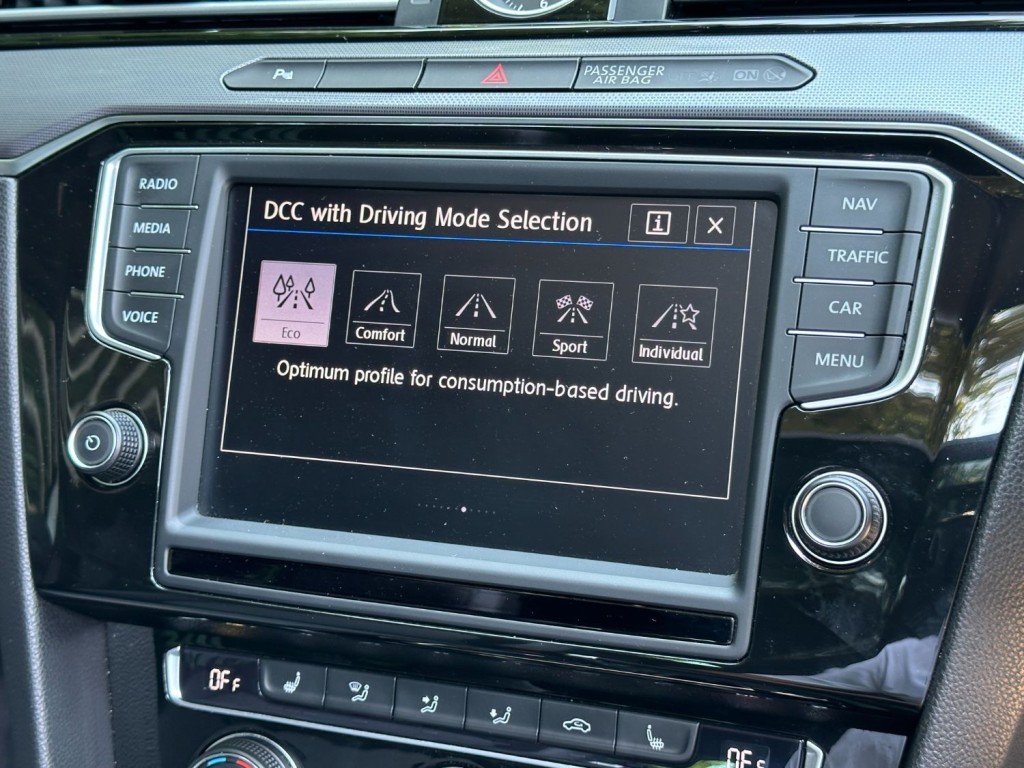 6
PASSENGER
AIR BAG
ON
RADIO
MEDIA
PHONE
VOICE
DCC with Driving Mode Selection
i
X
Eco
Comfort
Normal
Sport
Individual
Optimum profile for consumption-based driving.
NAV
TRAFFIC
CAR
MENU
OFF
OFF